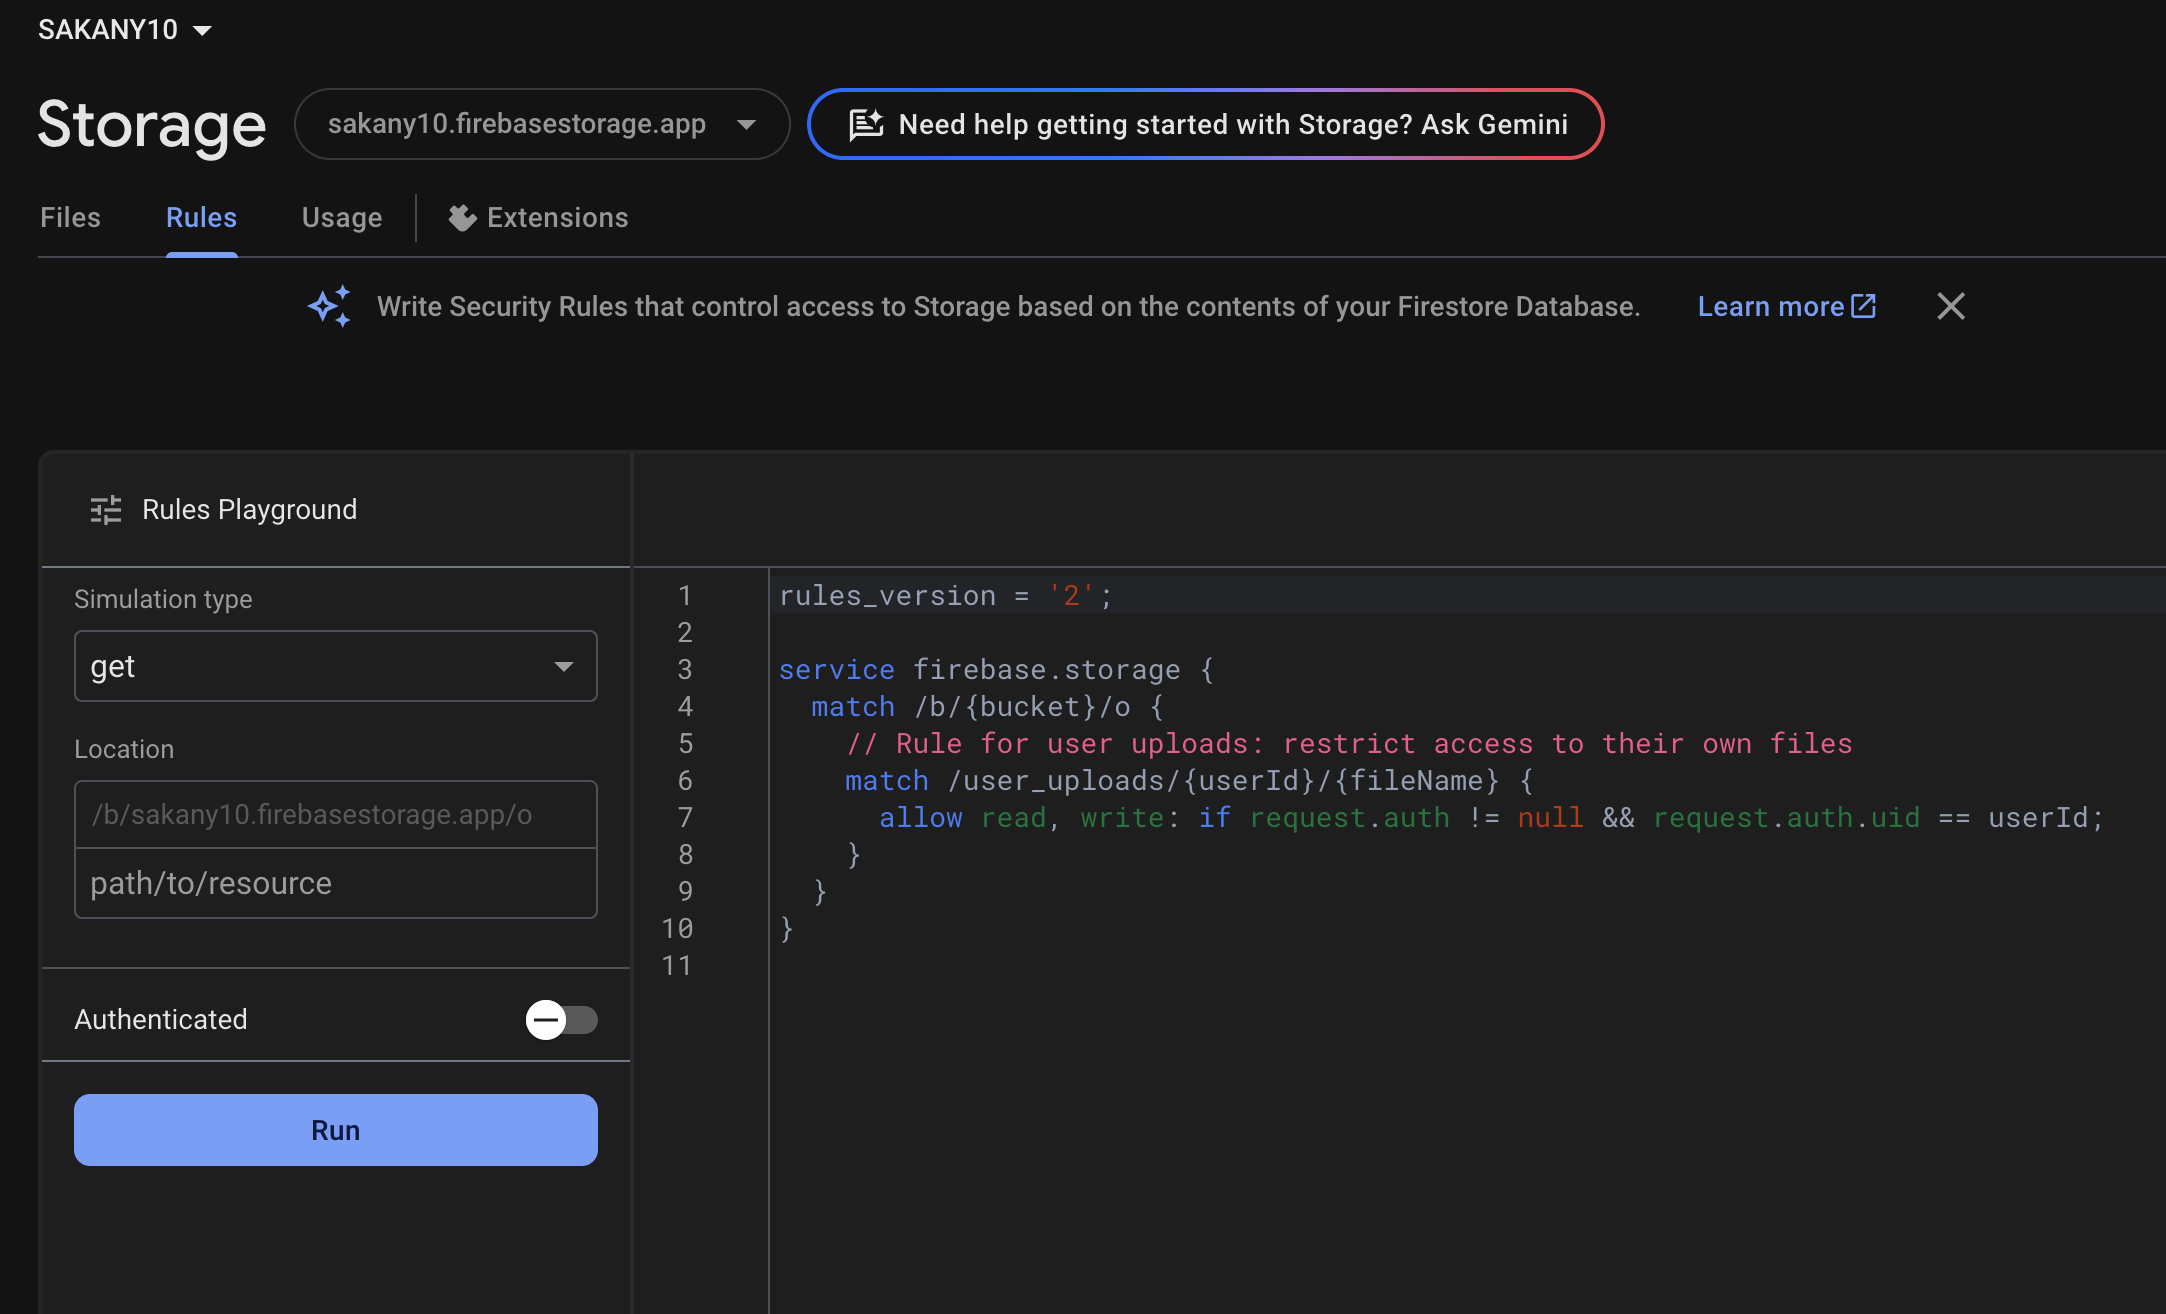 SAKANY10
Storage
sakany10.firebasestorage.app
Need help getting started with Storage? Ask Gemini
Files
Rules
Usage
Extensions
Write Security Rules that control access to Storage based on the contents of your Firestore Database.
Learn more
Rules Playground
Simulation type
get
Location
/b/sakany10.firebasestorage.app/o
path/to/resource
Authenticated
Run
1 rules_version = '2';
2
3 service firebase.storage {
4   match /b/{bucket}/o {
5     // Rule for user uploads: restrict access to their own files
6     match /user_uploads/{userId}/{fileName} {
7       allow read, write: if request.auth != null && request.auth.uid == userId;
8     }
9   }
10 }
11